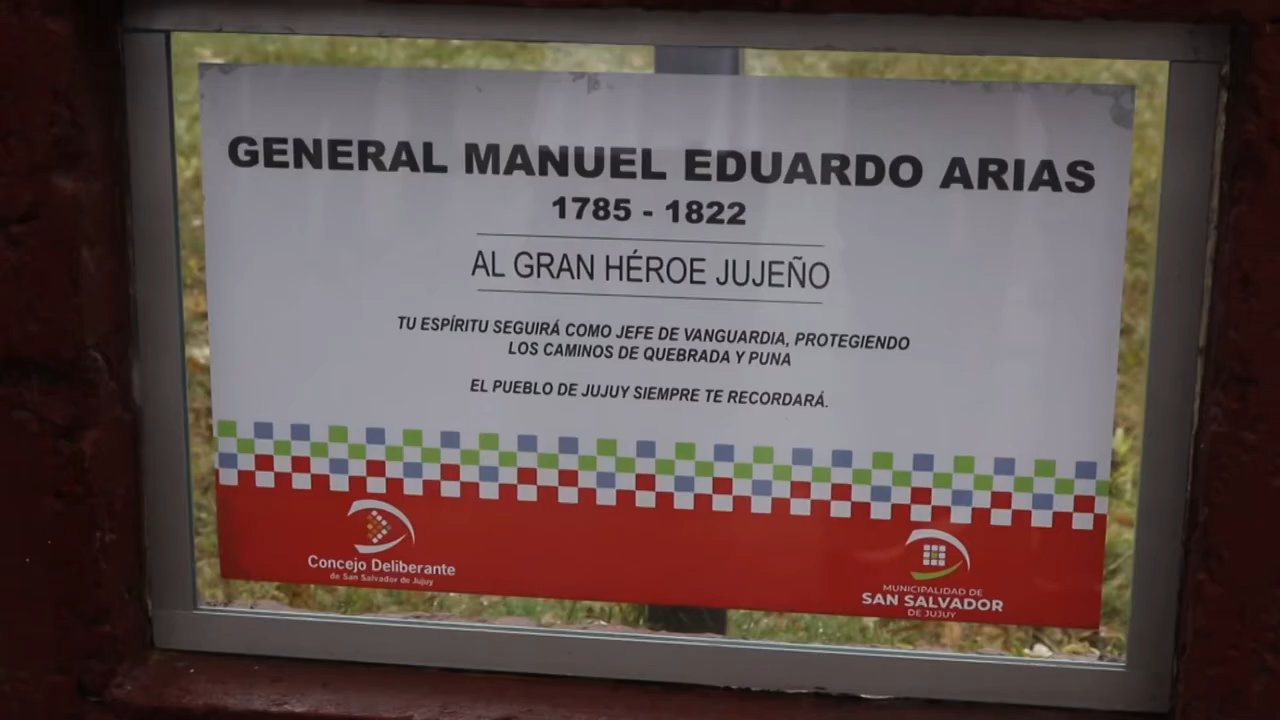 GENERAL MANUEL EDUARDO ARIAS
1785 - 1822
AL GRAN HÉROE JUJEÑO
TU ESPÍRITU SEGUIRÁ COMO JEFE DE VANGUARDIA, PROTEGIENDO
LOS CAMINOS DE QUEBRADA Y PUNA
EL PUEBLO DE JUJUY SIEMPRE TE RECORDARÁ.
Concejo Deliberante
de San Salvador de Jujuy
MUNICIPALIDAD DE
SAN SALVADOR
DE JUJUY